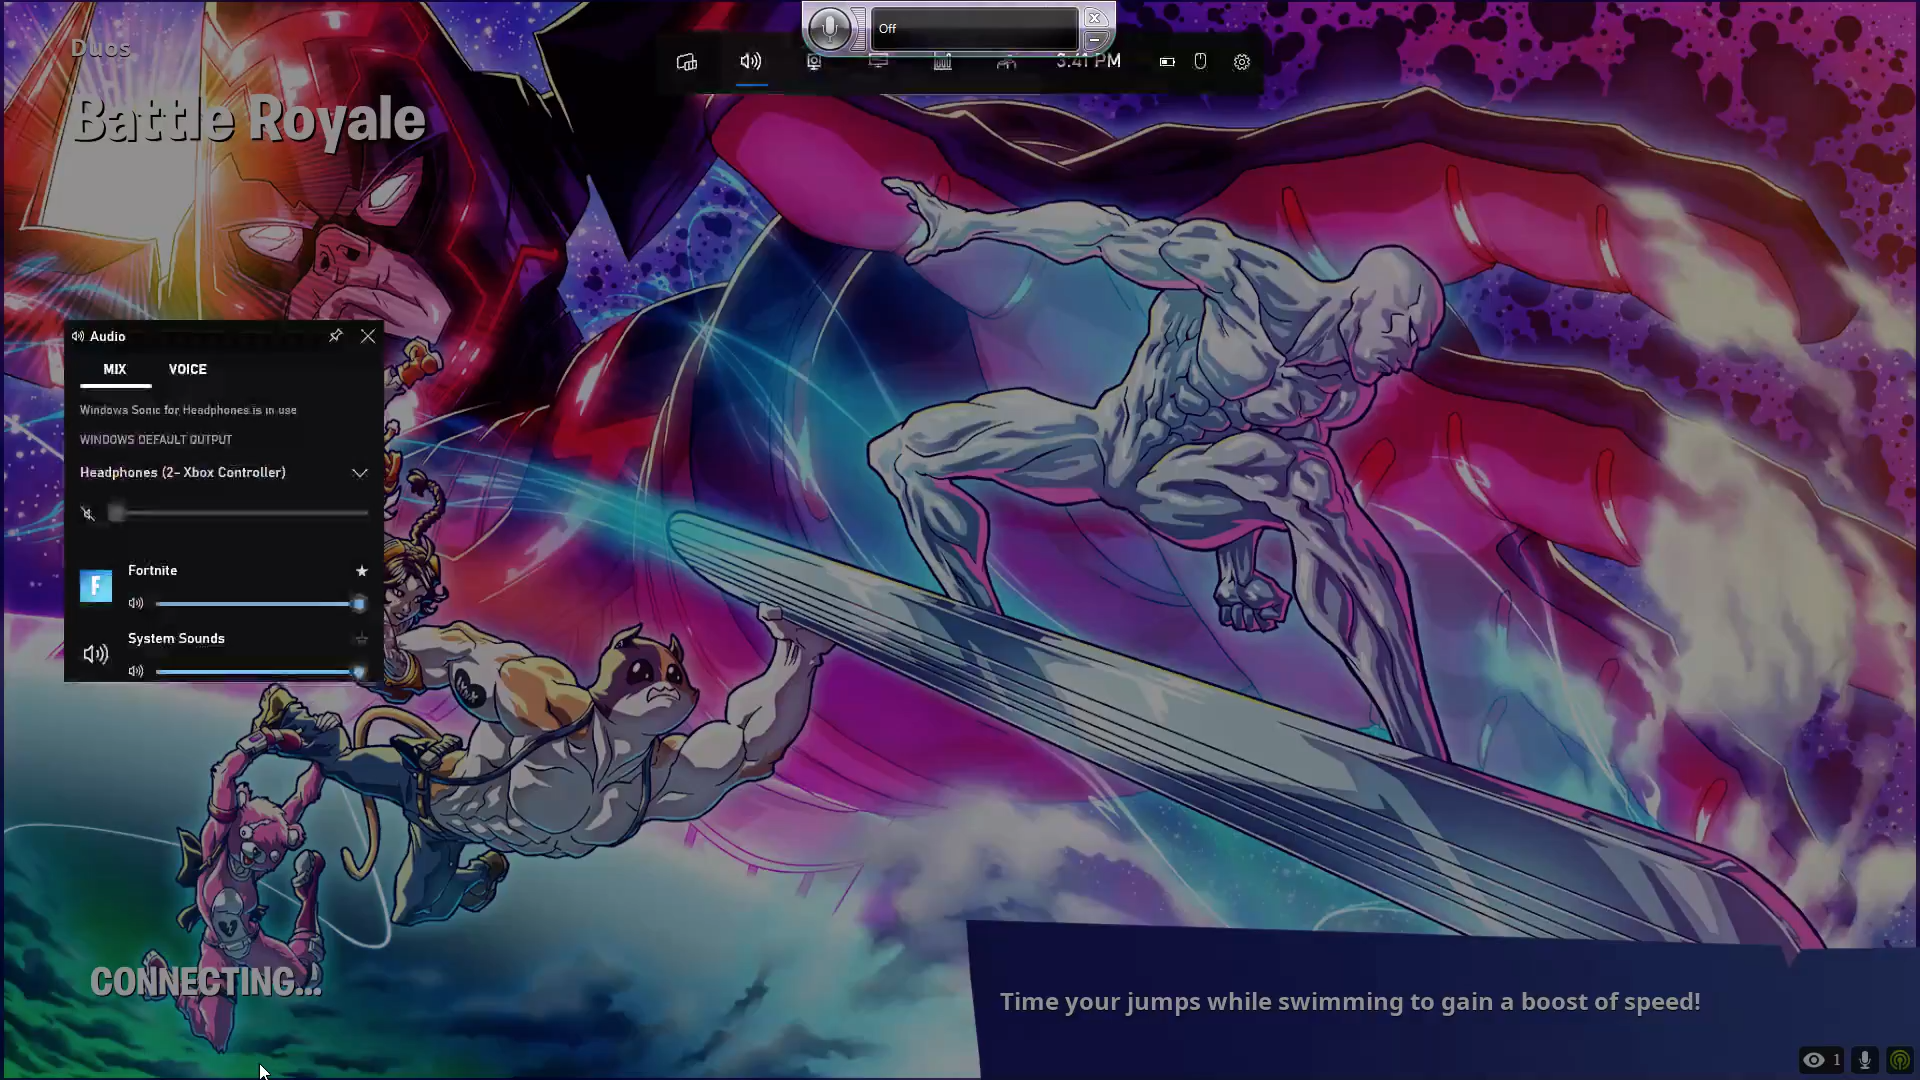 Off
3:41 PM
Duos
Battle Royale
Audio
MIX VOICE
Windows Sonic for Headphones is in use
WINDOWS DEFAULT OUTPUT
Headphones (2- Xbox Controller)
F
Fortnite
System Sounds
CONNECTING...
Time your jumps while swimming to gain a boost of speed!
1